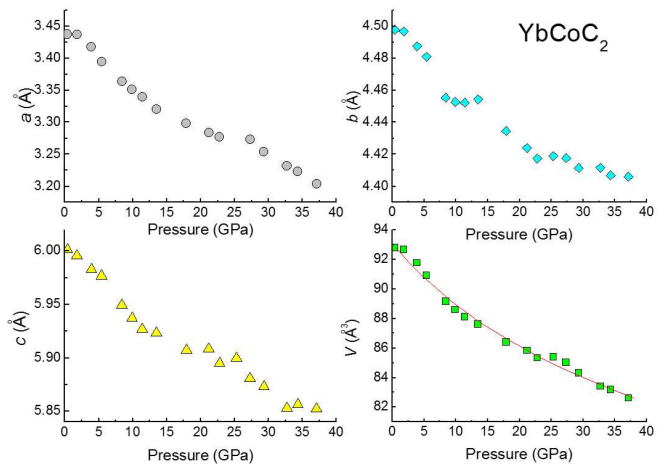 YbCoC₂
3.45
3.40
3.35
3.30
3.25
3.20
a (Å)
0 5 10 15 20 25 30 35 40
Pressure (GPa)
4.50
4.48
4.46
4.44
4.42
4.40
b (Å)
0 5 10 15 20 25 30 35 40
Pressure (GPa)
6.00
5.95
5.90
5.85
c (Å)
0 5 10 15 20 25 30 35 40
Pressure (GPa)
94
92
90
88
86
84
82
V (Å³)
0 5 10 15 20 25 30 35 40
Pressure (GPa)